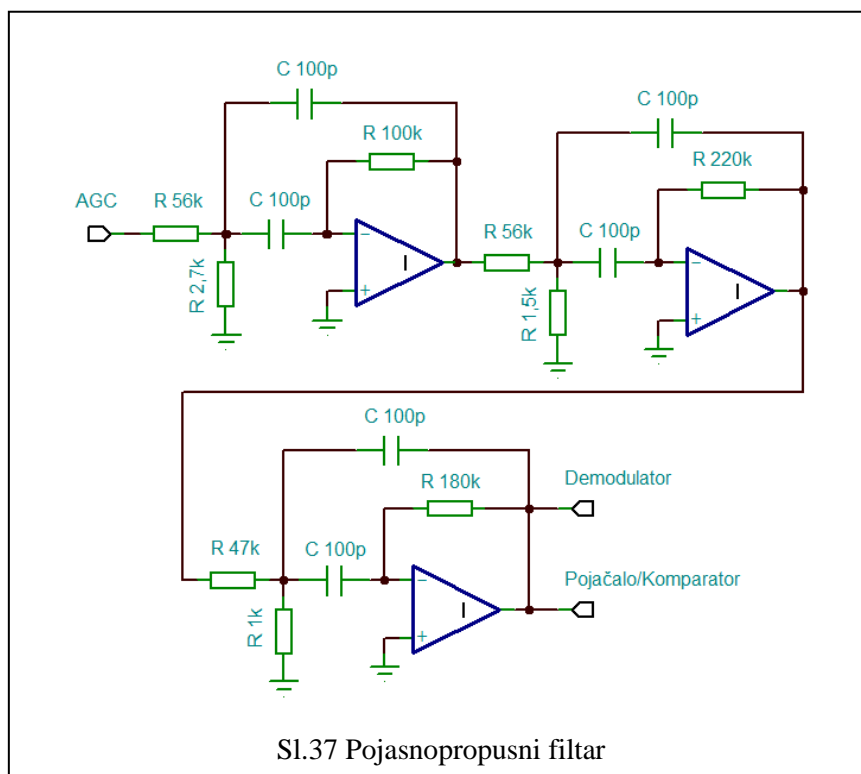 C 100p
R 100k
AGC
R 56k
C 100p
−
+
I
R 2,7k
C 100p
R 220k
R 56k
C 100p
−
+
I
R 1,5k
C 100p
R 180k
Demodulator
R 47k
C 100p
−
+
I
Pojačalo/Komparator
R 1k
Sl.37 Pojasnopropusni filtar